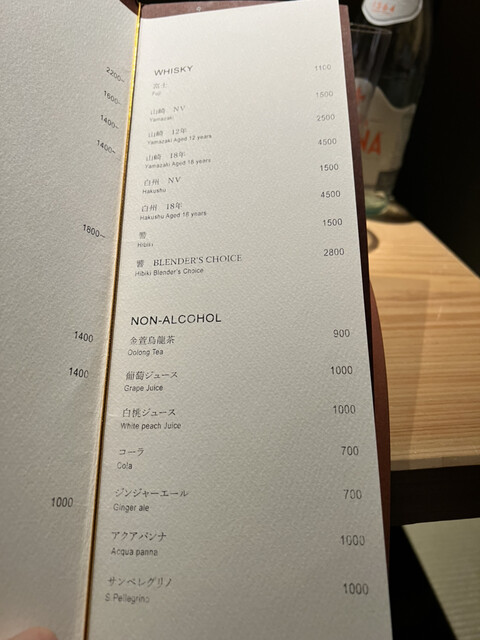 2200~
1600~
1400~
1400~
1800~
1400
1400
1000
WHISKY
富士 1100
Fuji
山崎 NV 1500
Yamazaki
山崎 12年 2500
Yamazaki Aged 12 years
山崎 18年 4500
Yamazaki Aged 18 years
白州 NV 1500
Hakushu
白州 18年 4500
Hakushu Aged 18 years
響 1500
Hibiki
響 BLENDER'S CHOICE 2800
Hibiki Blender's Choice
NON-ALCOHOL
金萱烏龍茶 900
Oolong Tea
葡萄ジュース 1000
Grape Juice
白桃ジュース 1000
White peach Juice
コーラ 700
Cola
ジンジャーエール 700
Ginger ale
アクアパンナ 1000
Acqua panna
サンペレグリノ 1000
S.Pellegrino
NA